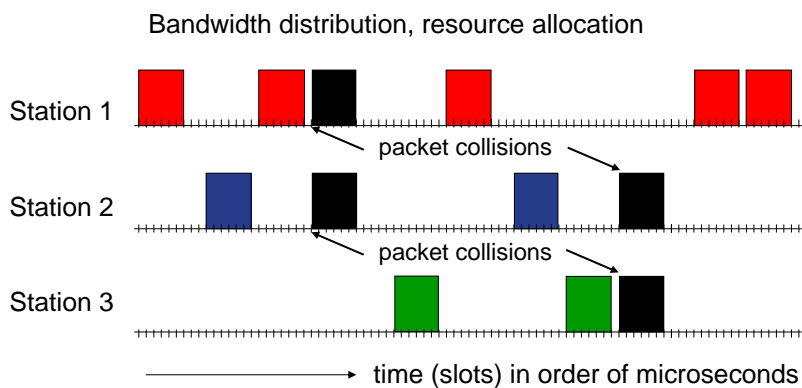 Bandwidth distribution, resource allocation
Station 1
packet collisions
Station 2
packet collisions
Station 3
time (slots) in order of microseconds